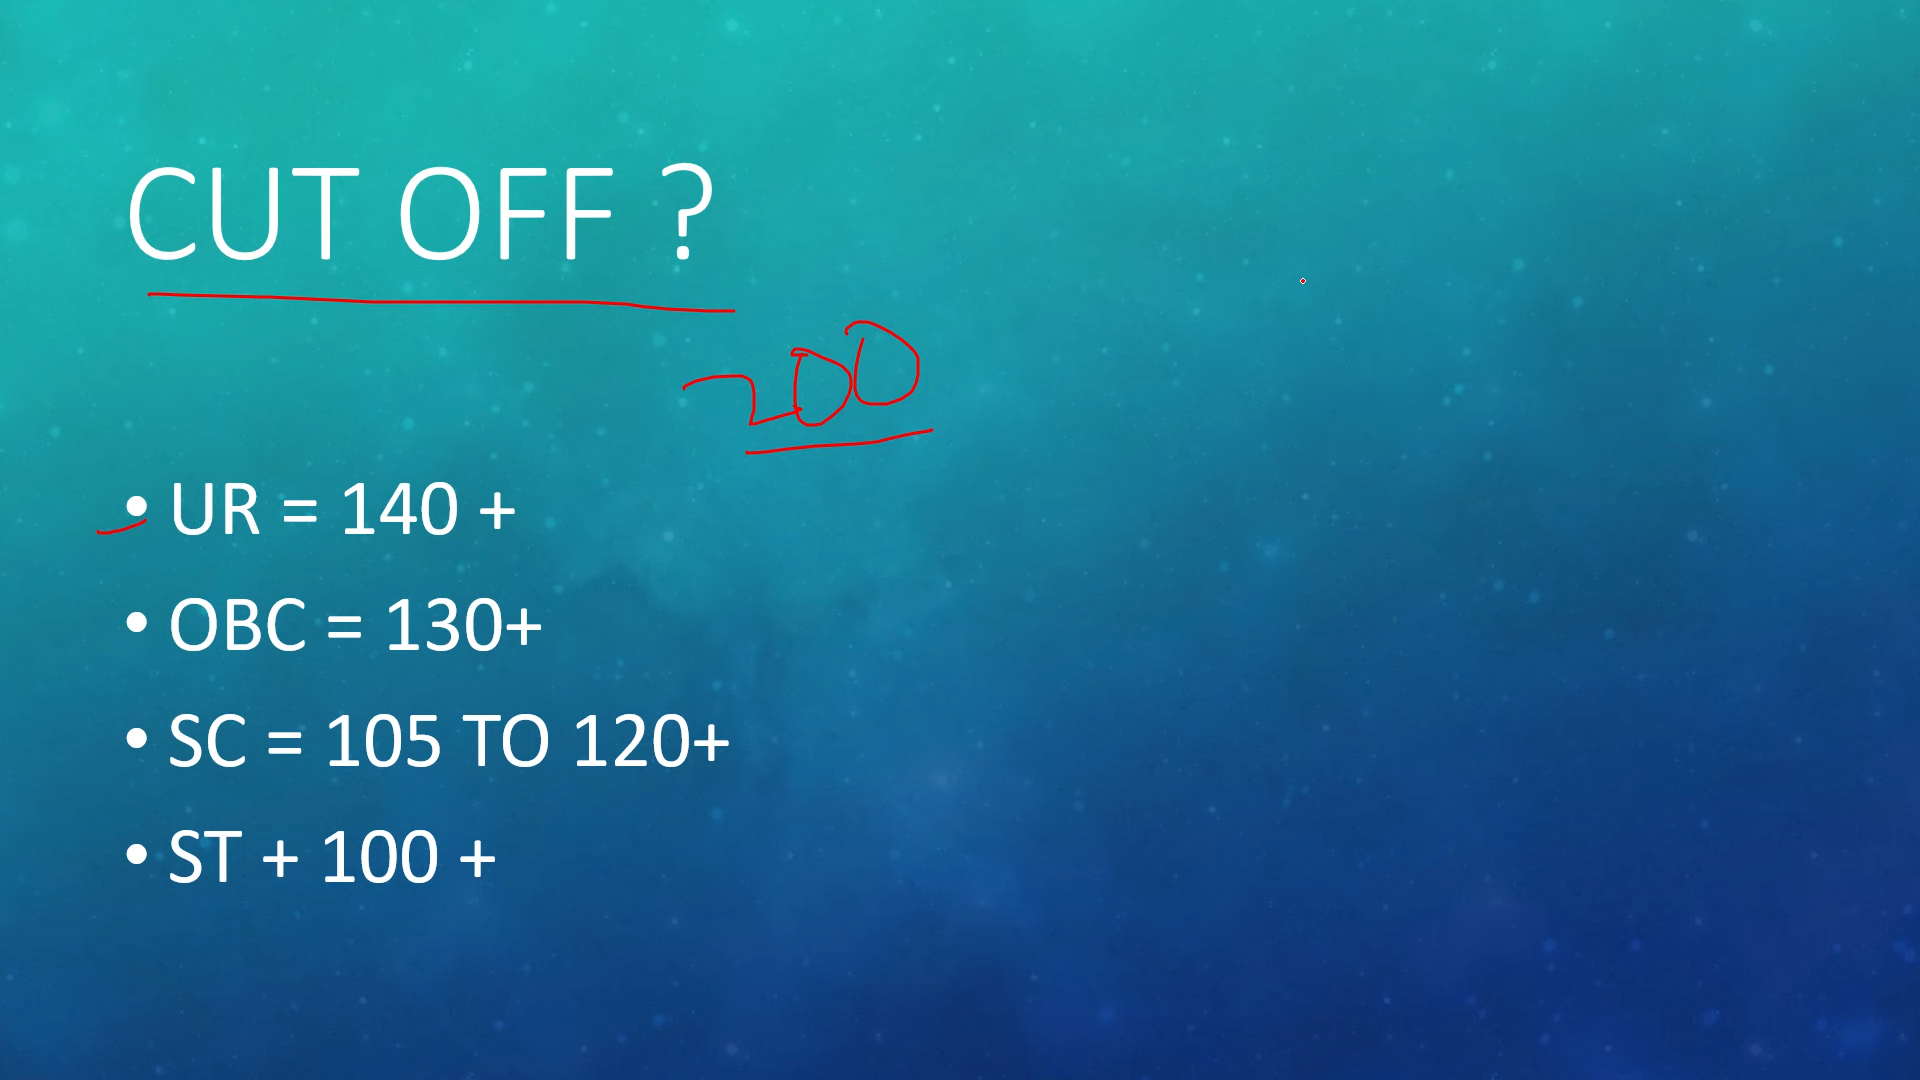 CUT OFF ?
200
• UR = 140 +
• OBC = 130+
• SC = 105 TO 120+
• ST + 100 +